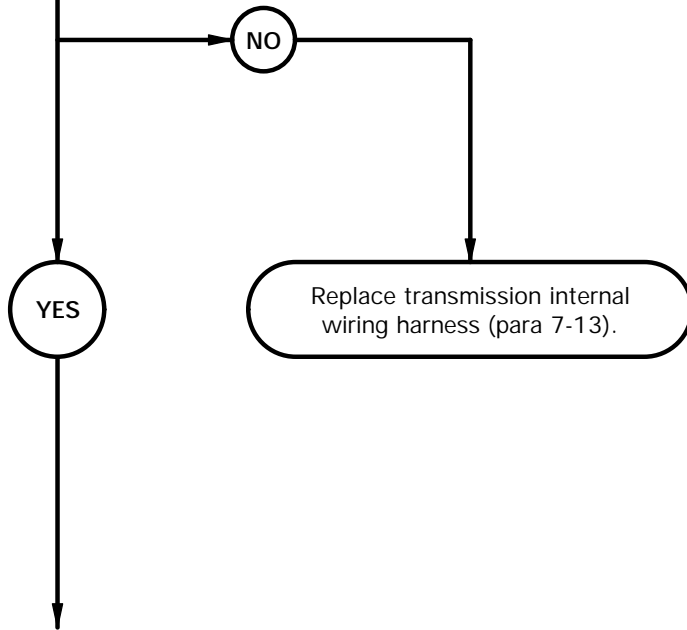 NO
YES
Replace transmission internal
wiring harness (para 7-13).